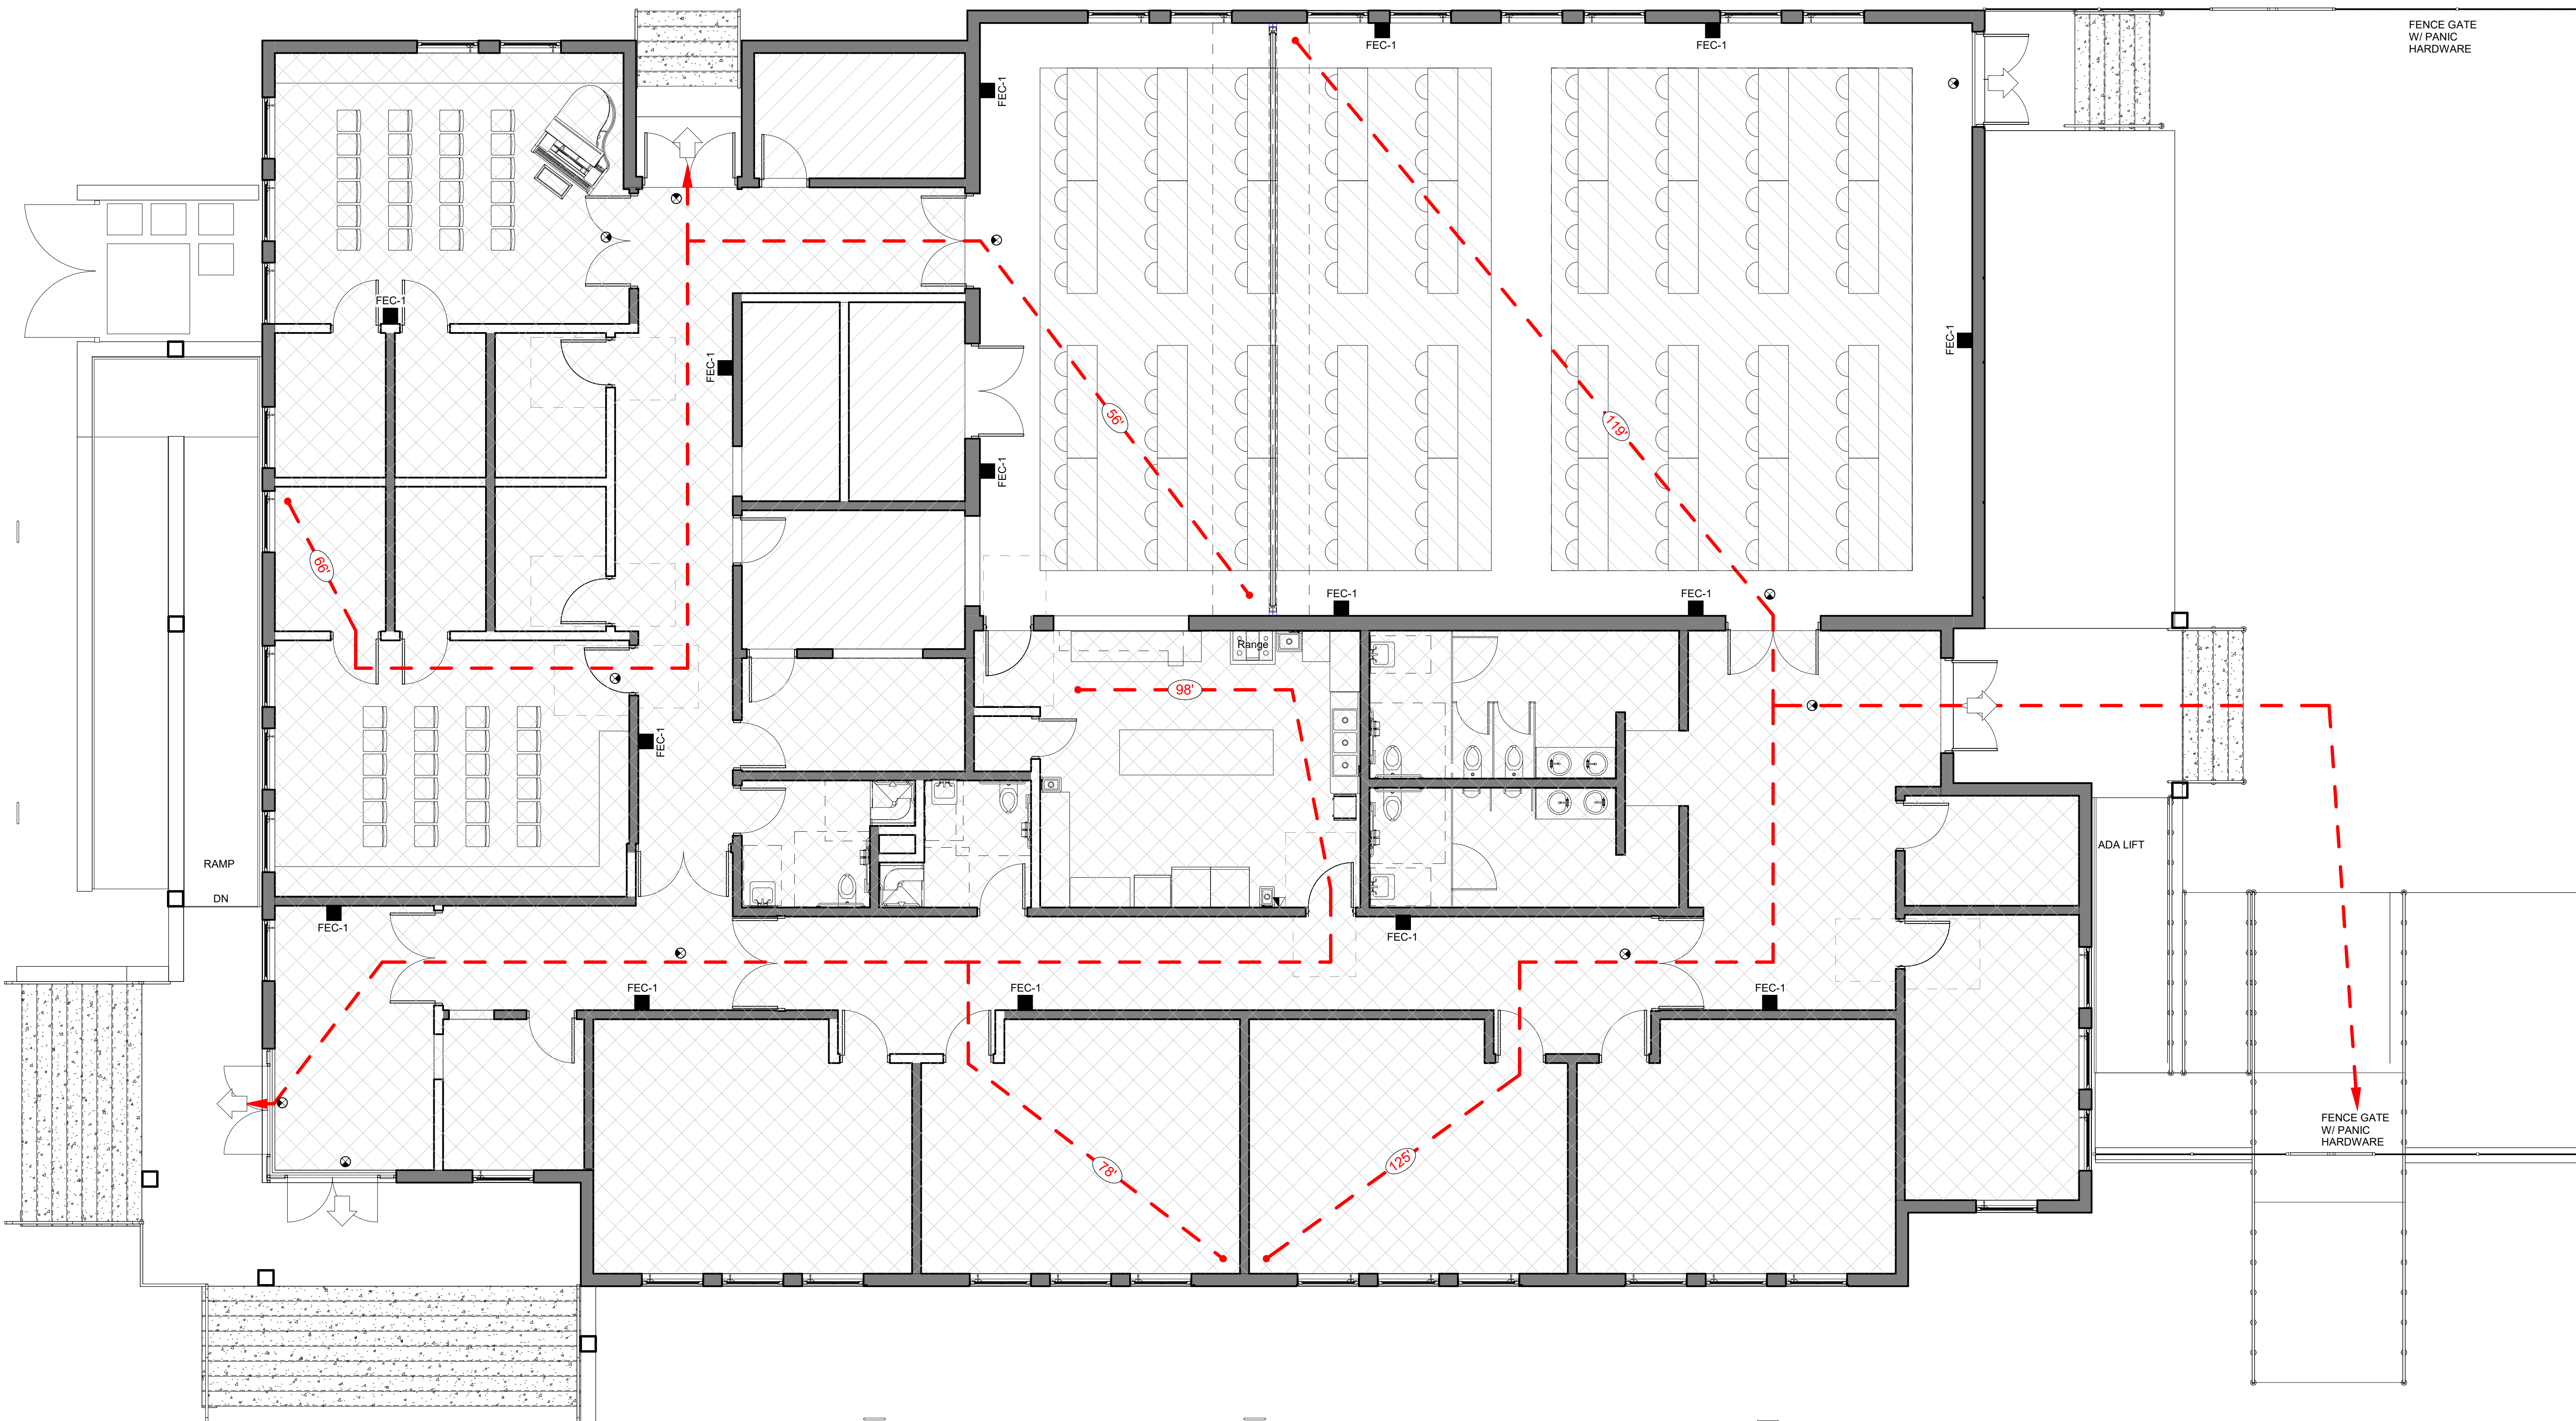 FENCE GATE
W/ PANIC
HARDWARE
FEC-1
FEC-1
FEC-1
FEC-1
FEC-1
FEC-1
56'
119'
FEC-1
66'
FEC-1
FEC-1
Range
98'
FEC-1
RAMP
ADA LIFT
DN
FEC-1
FEC-1
FEC-1
FEC-1
FEC-1
78'
125'
FENCE GATE
W/ PANIC
HARDWARE